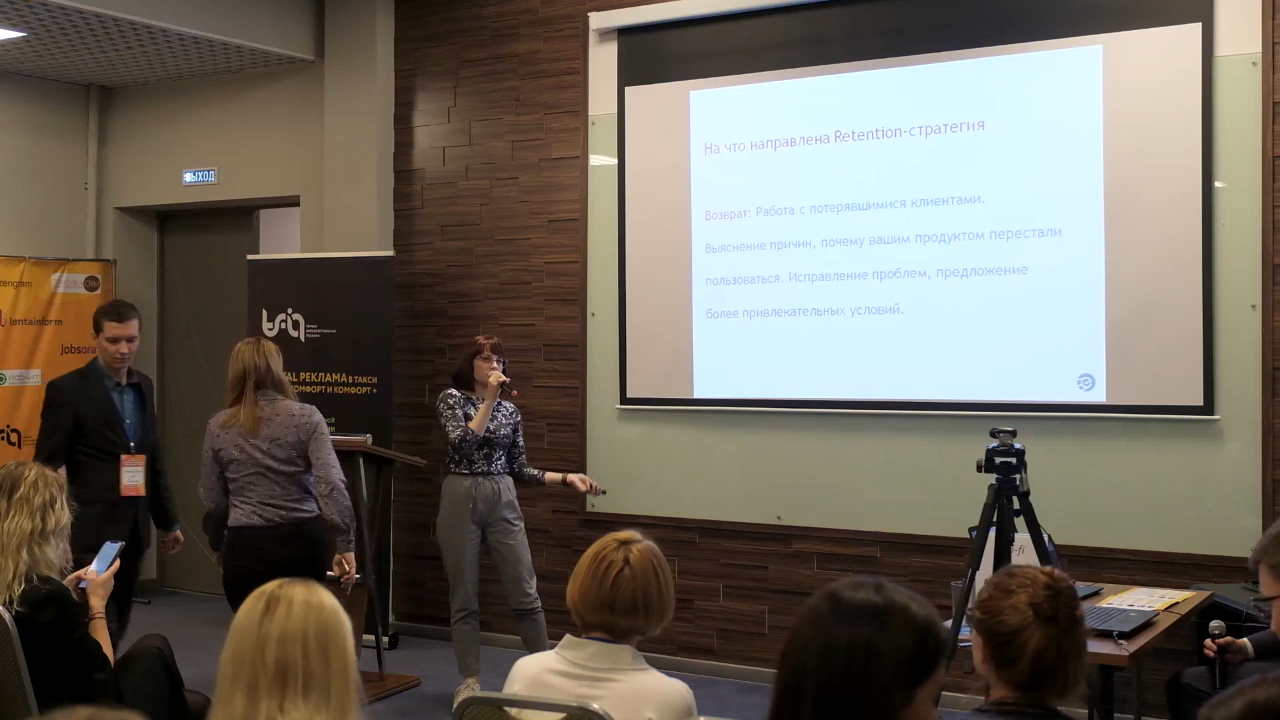 На что направлена Retention-стратегия
Возврат: Работа с потерявшимися клиентами.
Выяснение причин, почему вашим продуктом перестали
пользоваться. Исправление проблем, предложение
более привлекательных условий.
ВЫХОД
zengram
lentainform
Jobsora
TAL РЕКЛАМА В ТАКСИ
КОМФОРТ И КОМФОРТ +